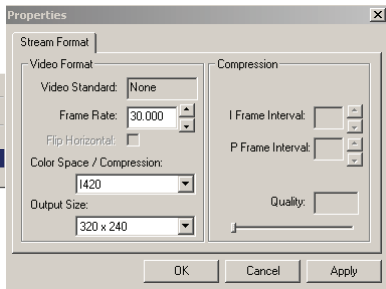 Properties
Stream Format
Video Format
Video Standard: None
Frame Rate: 30.000
Flip Horizontal:
Color Space / Compression:
I420
Output Size:
320 x 240
Compression
I Frame Interval:
P Frame Interval:
Quality:
OK Cancel Apply